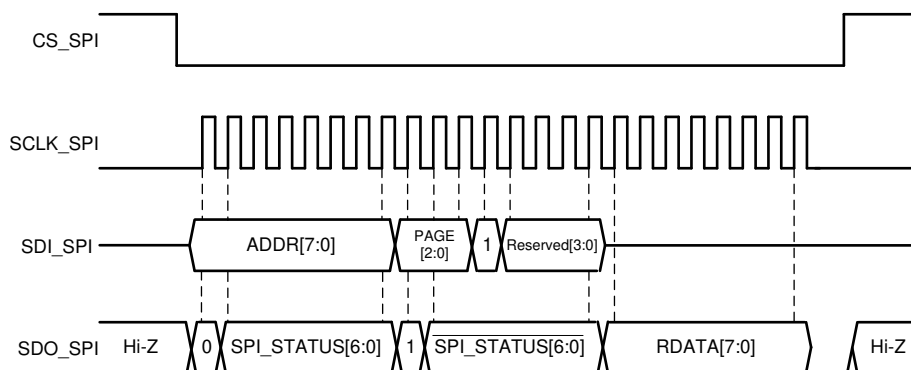 CS_SPI
SCLK_SPI
SDI_SPI
ADDR[7:0]
PAGE
[2:0]
1
Reserved[3:0]
SDO_SPI
Hi-Z
0
SPI_STATUS[6:0]
1
SPI_STATUS[6:0]
RDATA[7:0]
Hi-Z